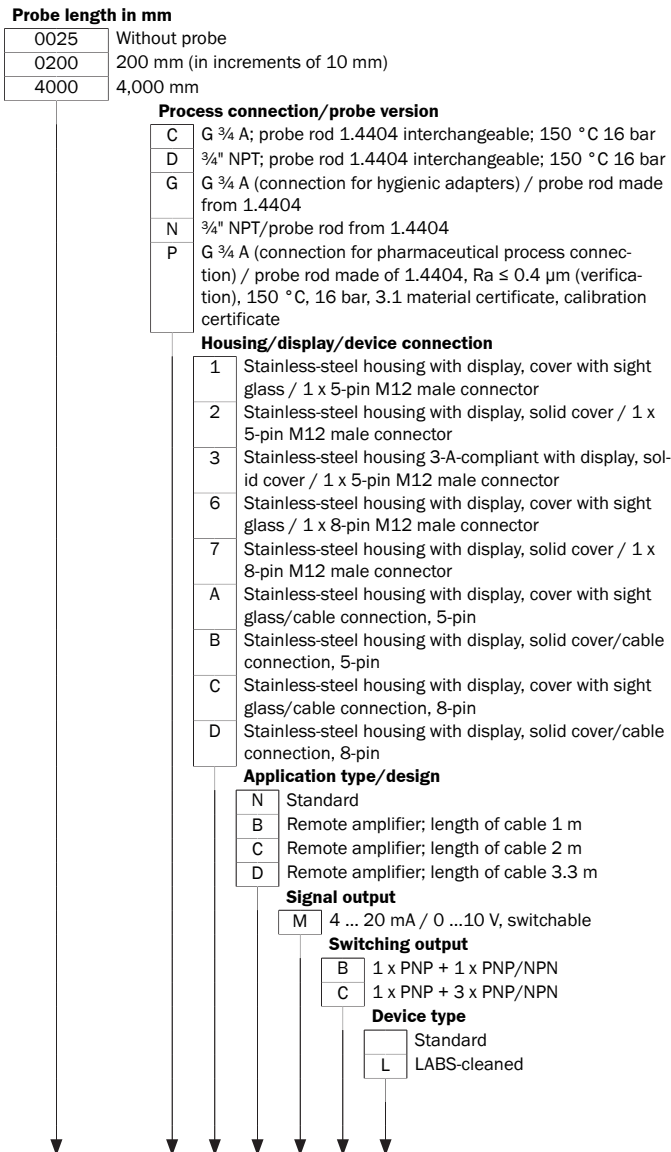 Probe length in mm
0025 Without probe
0200 200 mm (in increments of 10 mm)
4000 4,000 mm
Process connection/probe version
C G ¾ A; probe rod 1.4404 interchangeable; 150 °C 16 bar
D ¾" NPT; probe rod 1.4404 interchangeable; 150 °C 16 bar
G G ¾ A (connection for hygienic adapters) / probe rod made
from 1.4404
N ¾" NPT/probe rod from 1.4404
P G ¾ A (connection for pharmaceutical process connec-
tion) / probe rod made of 1.4404, Ra ≤ 0.4 µm (verifica-
tion), 150 °C, 16 bar, 3.1 material certificate, calibration
certificate
Housing/display/device connection
1 Stainless-steel housing with display, cover with sight
glass / 1 x 5-pin M12 male connector
2 Stainless-steel housing with display, solid cover / 1 x
5-pin M12 male connector
3 Stainless-steel housing 3-A-compliant with display, sol-
id cover / 1 x 5-pin M12 male connector
6 Stainless-steel housing with display, cover with sight
glass / 1 x 8-pin M12 male connector
7 Stainless-steel housing with display, solid cover / 1 x
8-pin M12 male connector
A Stainless-steel housing with display, cover with sight
glass/cable connection, 5-pin
B Stainless-steel housing with display, solid cover/cable
connection, 5-pin
C Stainless-steel housing with display, cover with sight
glass/cable connection, 8-pin
D Stainless-steel housing with display, solid cover/cable
connection, 8-pin
Application type/design
N Standard
B Remote amplifier; length of cable 1 m
C Remote amplifier; length of cable 2 m
D Remote amplifier; length of cable 3.3 m
Signal output
M 4 ... 20 mA / 0 ...10 V, switchable
Switching output
B 1 x PNP + 1 x PNP/NPN
C 1 x PNP + 3 x PNP/NPN
Device type
Standard
L LABS-cleaned